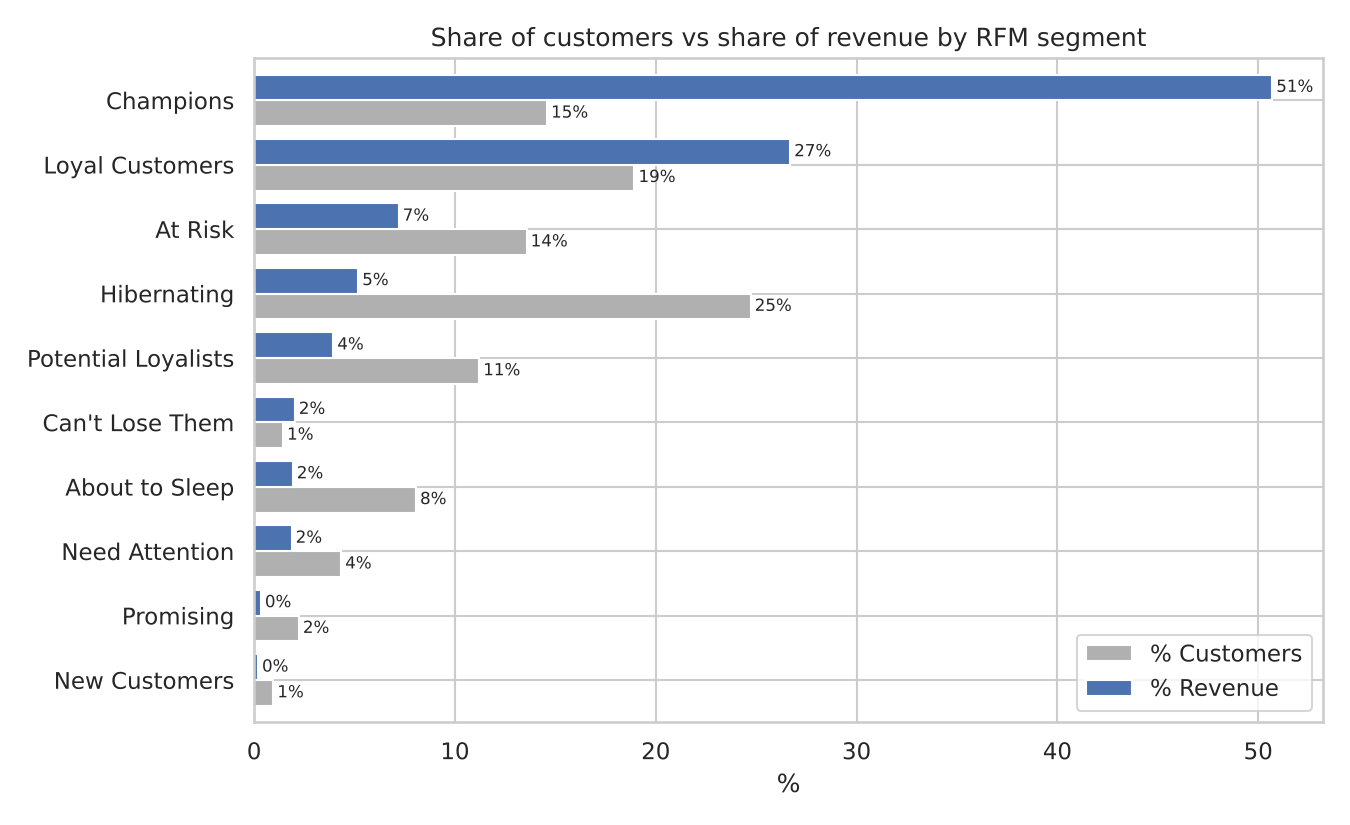 Share of customers vs share of revenue by RFM segment
Champions
51%
15%
Loyal Customers
27%
19%
At Risk
7%
14%
Hibernating
5%
25%
Potential Loyalists
4%
11%
Can't Lose Them
2%
1%
About to Sleep
2%
8%
Need Attention
2%
4%
Promising
0%
2%
New Customers
0%
1%
% Customers
% Revenue
0 10 20 30 40 50
%